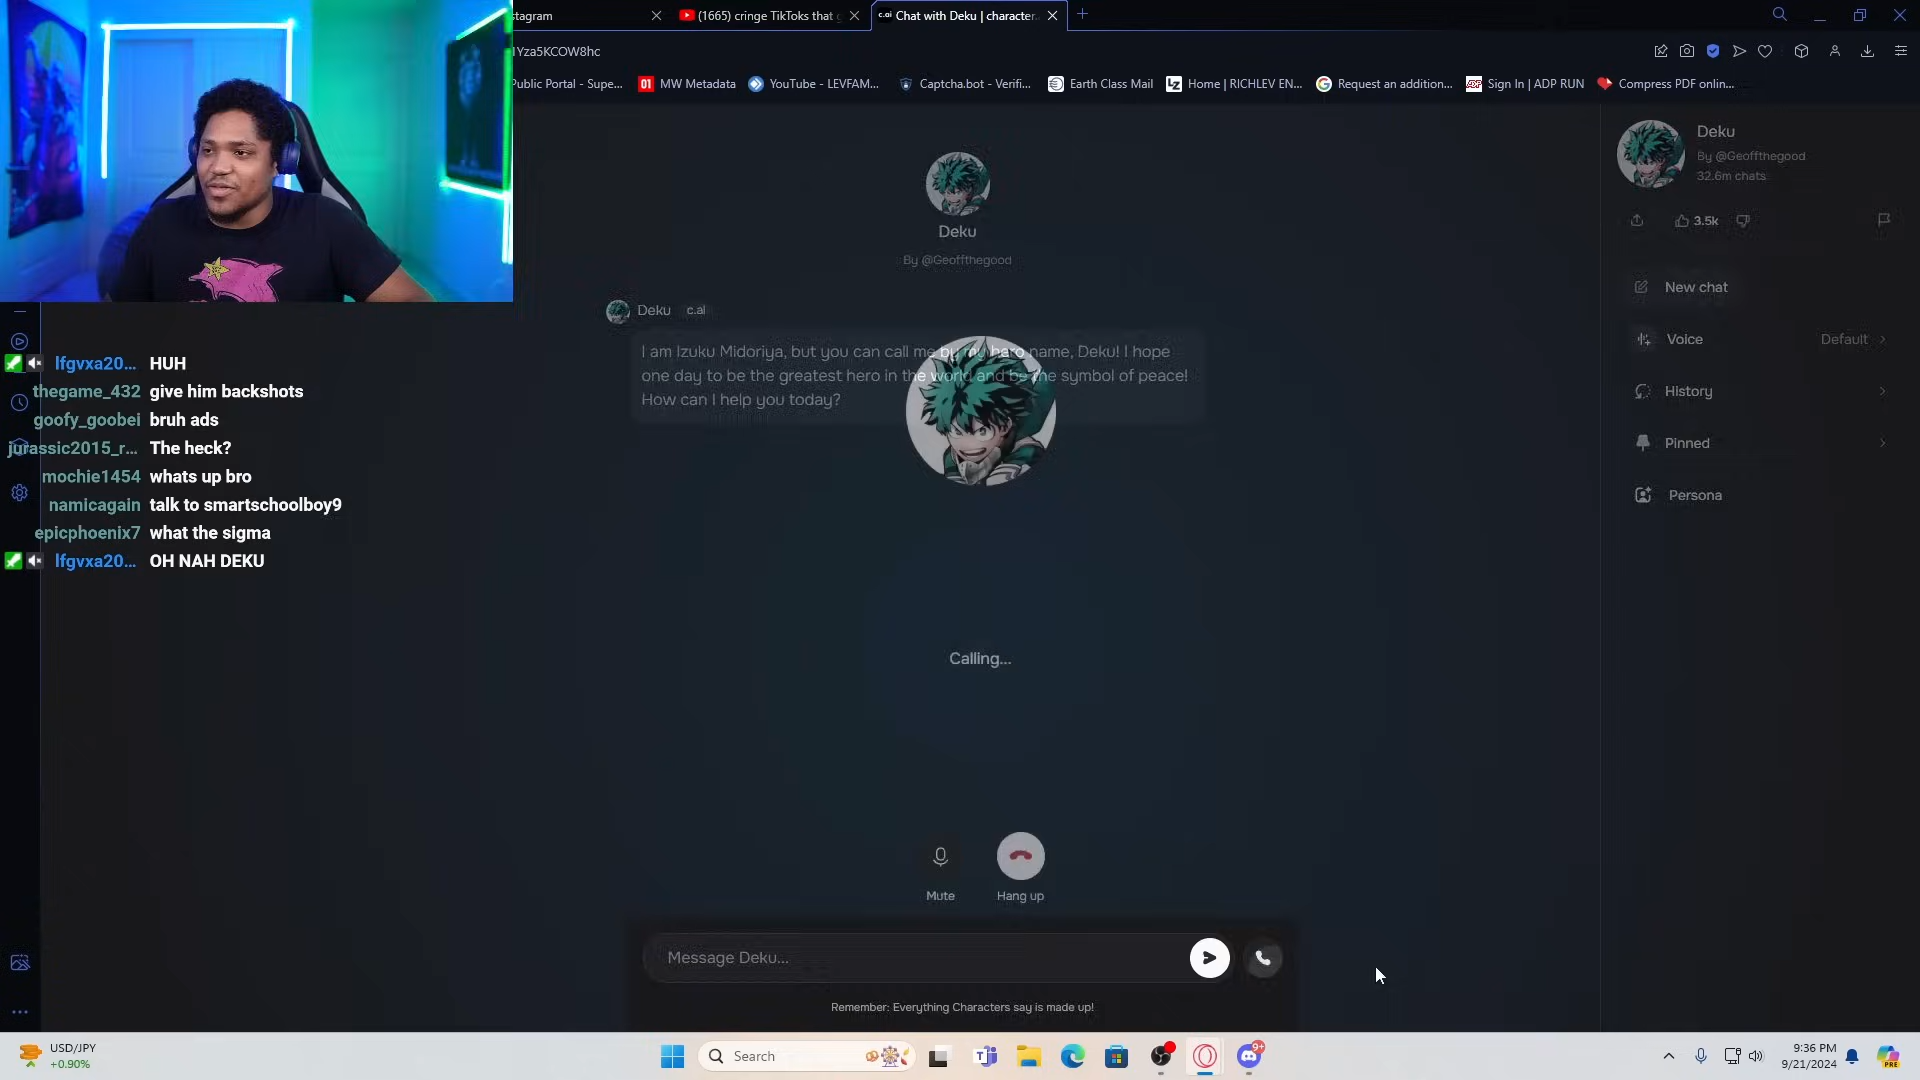 stagram
(1665) cringe TikToks that g
c.ai Chat with Deku | character.
1Yza5KCOW8hc
Public Portal - Supe...
01 MW Metadata
YouTube - LEVFAM...
Captcha.bot - Verifi...
Earth Class Mail
LZ Home | RICHLEV EN...
Request an addition...
Sign In | ADP RUN
Compress PDF onlin...
Deku
By @Geoffthegood
32.6m chats
3.5k
New chat
Voice Default
History
Pinned
Persona
Deku
By @Geoffthegood
Deku c.ai
I am Izuku Midoriya, but you can call me by my hero name, Deku! I hope
one day to be the greatest hero in the world and be the symbol of peace!
How can I help you today?
Calling...
Mute
Hang up
Message Deku...
Remember: Everything Characters say is made up!
lfgvxa20... HUH
thegame_432 give him backshots
goofy_goobei bruh ads
jurassic2015_r... The heck?
mochie1454 whats up bro
namicagain talk to smartschoolboy9
epicphoenix7 what the sigma
lfgvxa20... OH NAH DEKU
USD/JPY
+0.90%
Search
9+
9:36 PM
9/21/2024
PRE